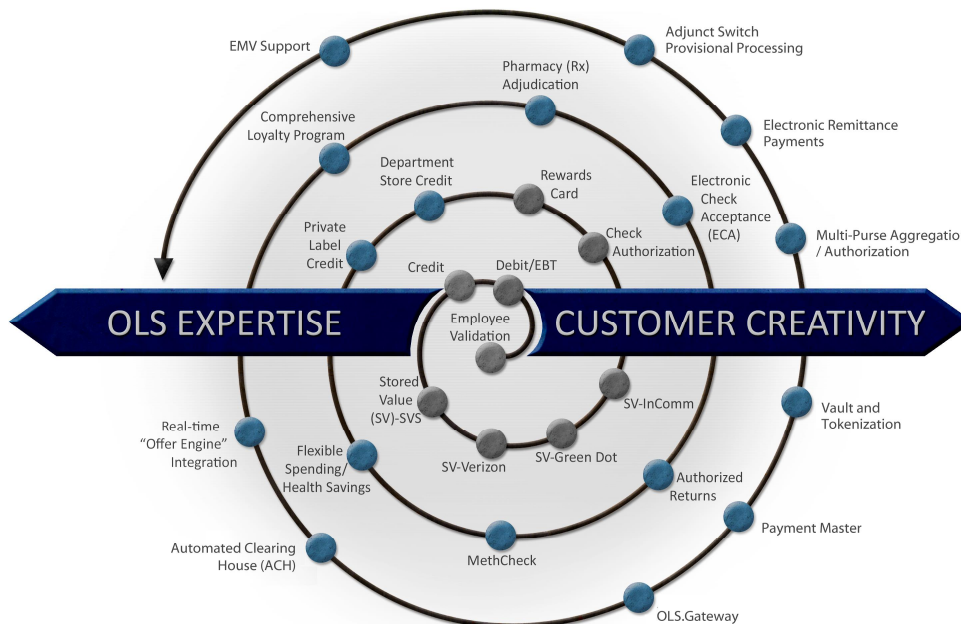 EMV Support
Adjunct Switch
Provisional Processing
Pharmacy (Rx)
Adjudication
Comprehensive
Loyalty Program
Electronic Remittance
Payments
Department
Store Credit
Rewards
Card
Electronic
Check
Acceptance
(ECA)
Private
Label
Credit
Check
Authorization
Multi-Purse Aggregatio
/ Authorization
Credit
Debit/EBT
OLS EXPERTISE
Employee
Validation
CUSTOMER CREATIVITY
Stored
Value
(SV)-SVS
SV-InComm
Vault and
Tokenization
Real-time
“Offer Engine”
Integration
Flexible
Spending/
Health Savings
SV-Verizon
SV-Green Dot
Authorized
Returns
Payment Master
Automated Clearing
House (ACH)
MethCheck
OLS.Gateway